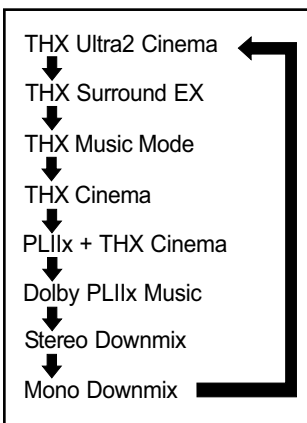 THX Ultra2 Cinema
THX Surround EX
THX Music Mode
THX Cinema
PLIIx + THX Cinema
Dolby PLIIx Music
Stereo Downmix
Mono Downmix